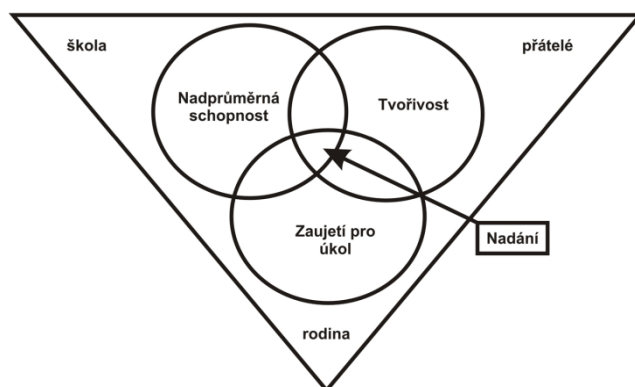 škola
přátelé
Nadprůměrná
schopnost
Tvořivost
Zaujetí pro
úkol
Nadání
rodina